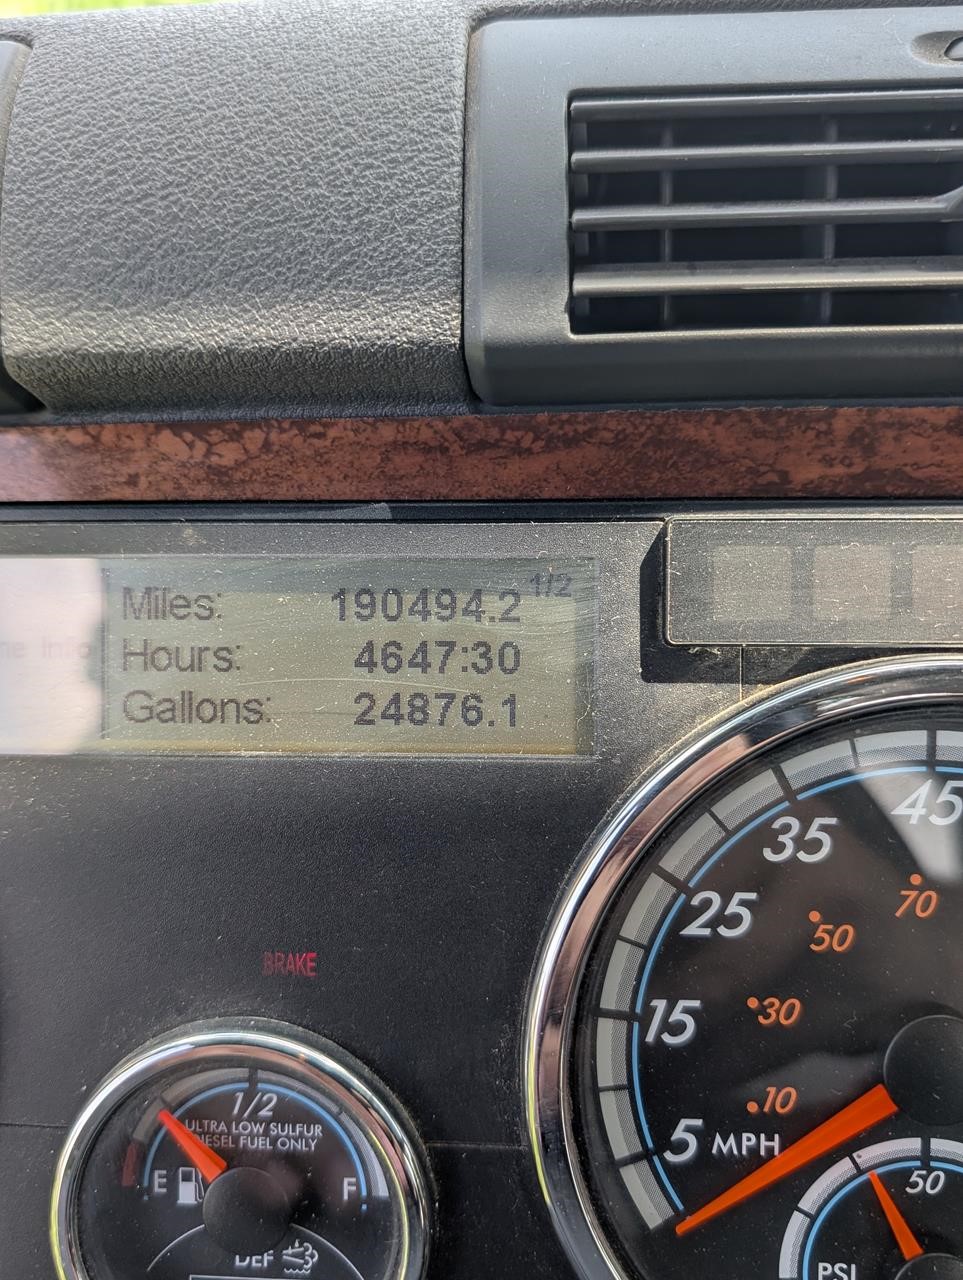 1/2
Miles: 190494.2
Hours: 4647:30
Gallons: 24876.1
45
35
25
15
5 MPH
70
50
30
10
BRAKE
1/2
ULTRA LOW SULFUR
DIESEL FUEL ONLY
E F
DEF
50
PSI